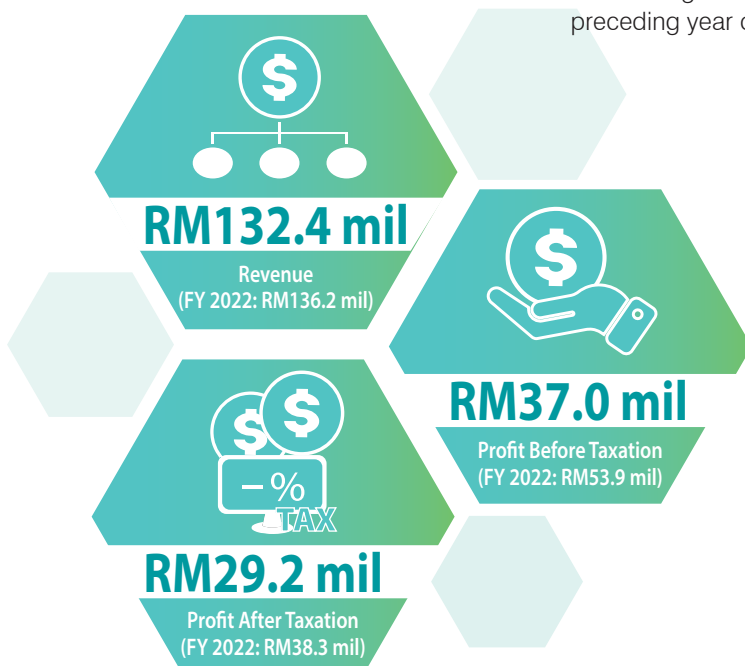 preceding year
$
RM132.4 mil
Revenue
(FY 2022: RM136.2 mil)
$
RM37.0 mil
Profit Before Taxation
(FY 2022: RM53.9 mil)
$
$
–%
TAX
RM29.2 mil
Profit After Taxation
(FY 2022: RM38.3 mil)